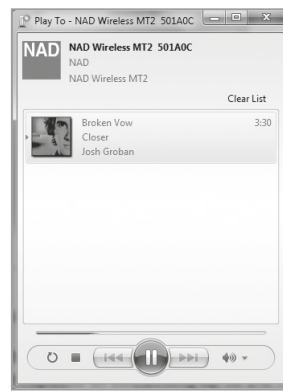 Play To - NAD Wireless MT2 501A0C
NAD
NAD Wireless MT2 501A0C
NAD
NAD Wireless MT2
Clear List
Broken Vow 3:30
Closer
Josh Groban